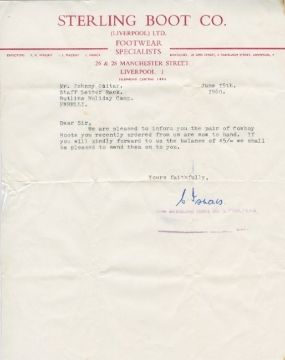 STERLING BOOT CO.
(LIVERPOOL) LTD.
FOOTWEAR
SPECIALISTS
26 & 28 MANCHESTER STREET
LIVERPOOL, 1
Mr. Johnny Guitar,
June 15th,
Staff Letter Rack,
1960.
Butlins Holiday Camp.
PWHELLI.
Dear Sir,
We are pleased to inform you the pair of Cowboy
Boots you recently ordered from us are now to hand. If
you will kindly forward to us the balance of 45/- we shall
be pleased to send them on to you.
Yours faithfully,